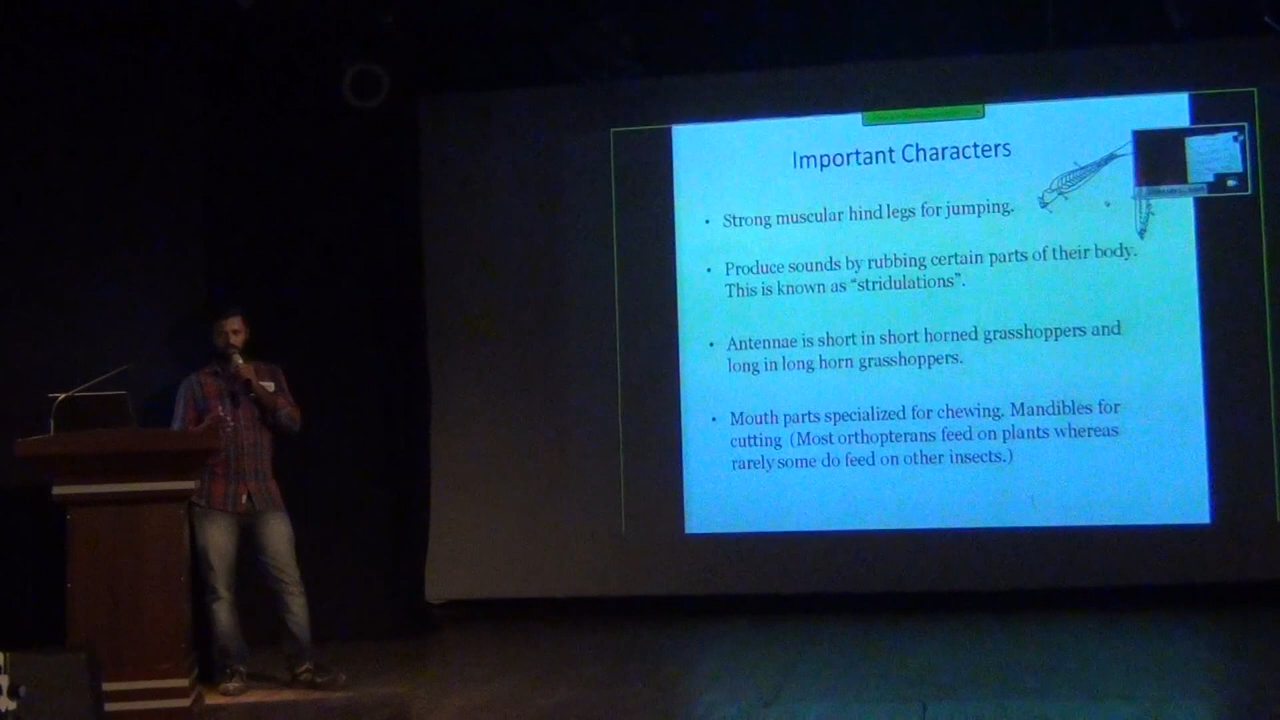 Important Characters
• Strong muscular hind legs for jumping.
• Produce sounds by rubbing certain parts of their body.
This is known as “stridulations”.
• Antennae is short in short horned grasshoppers and
long in long horn grasshoppers.
• Mouth parts specialized for chewing. Mandibles for
cutting (Most orthopterans feed on plants whereas
rarely some do feed on other insects.)